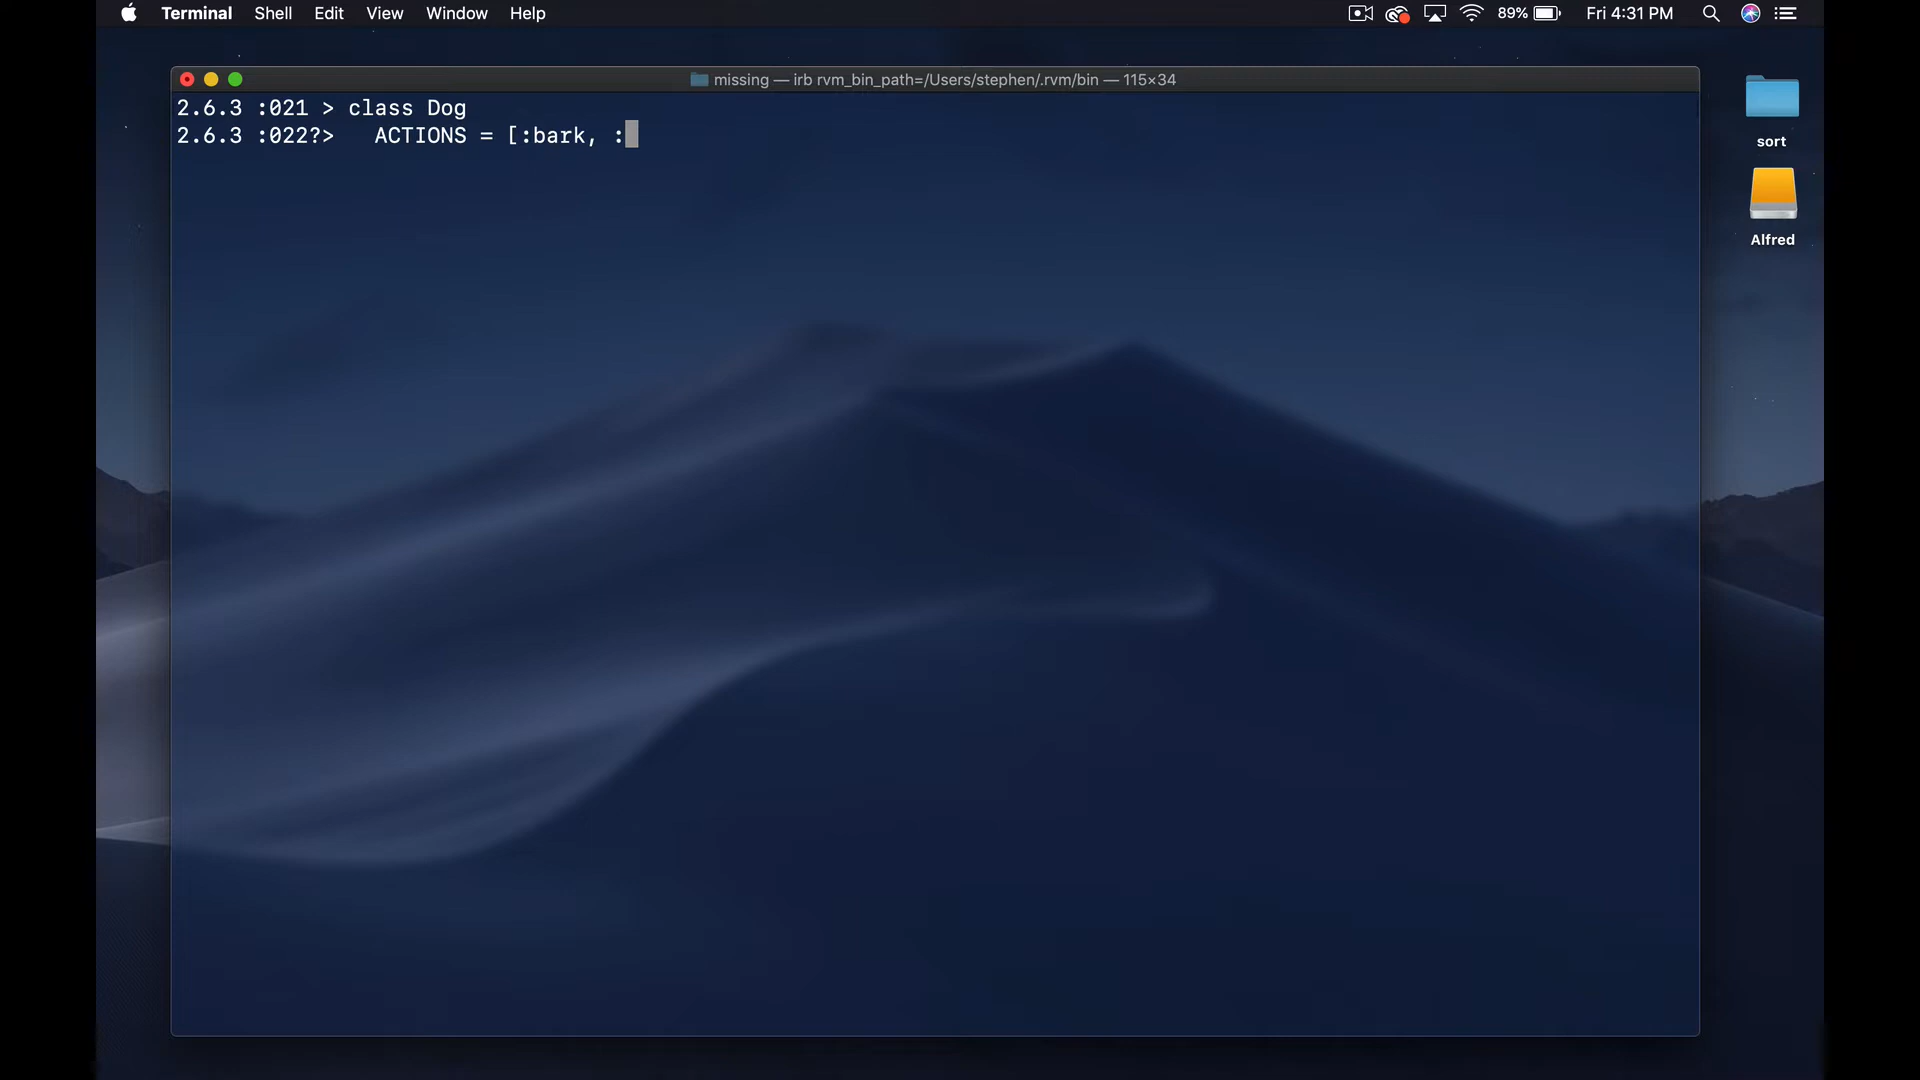 Terminal Shell Edit View Window Help 89% Fri 4:31 PM
missing — irb rvm_bin_path=/Users/stephen/.rvm/bin — 115×34
2.6.3 :021 > class Dog
2.6.3 :022?>   ACTIONS = [:bark, :
sort
Alfred